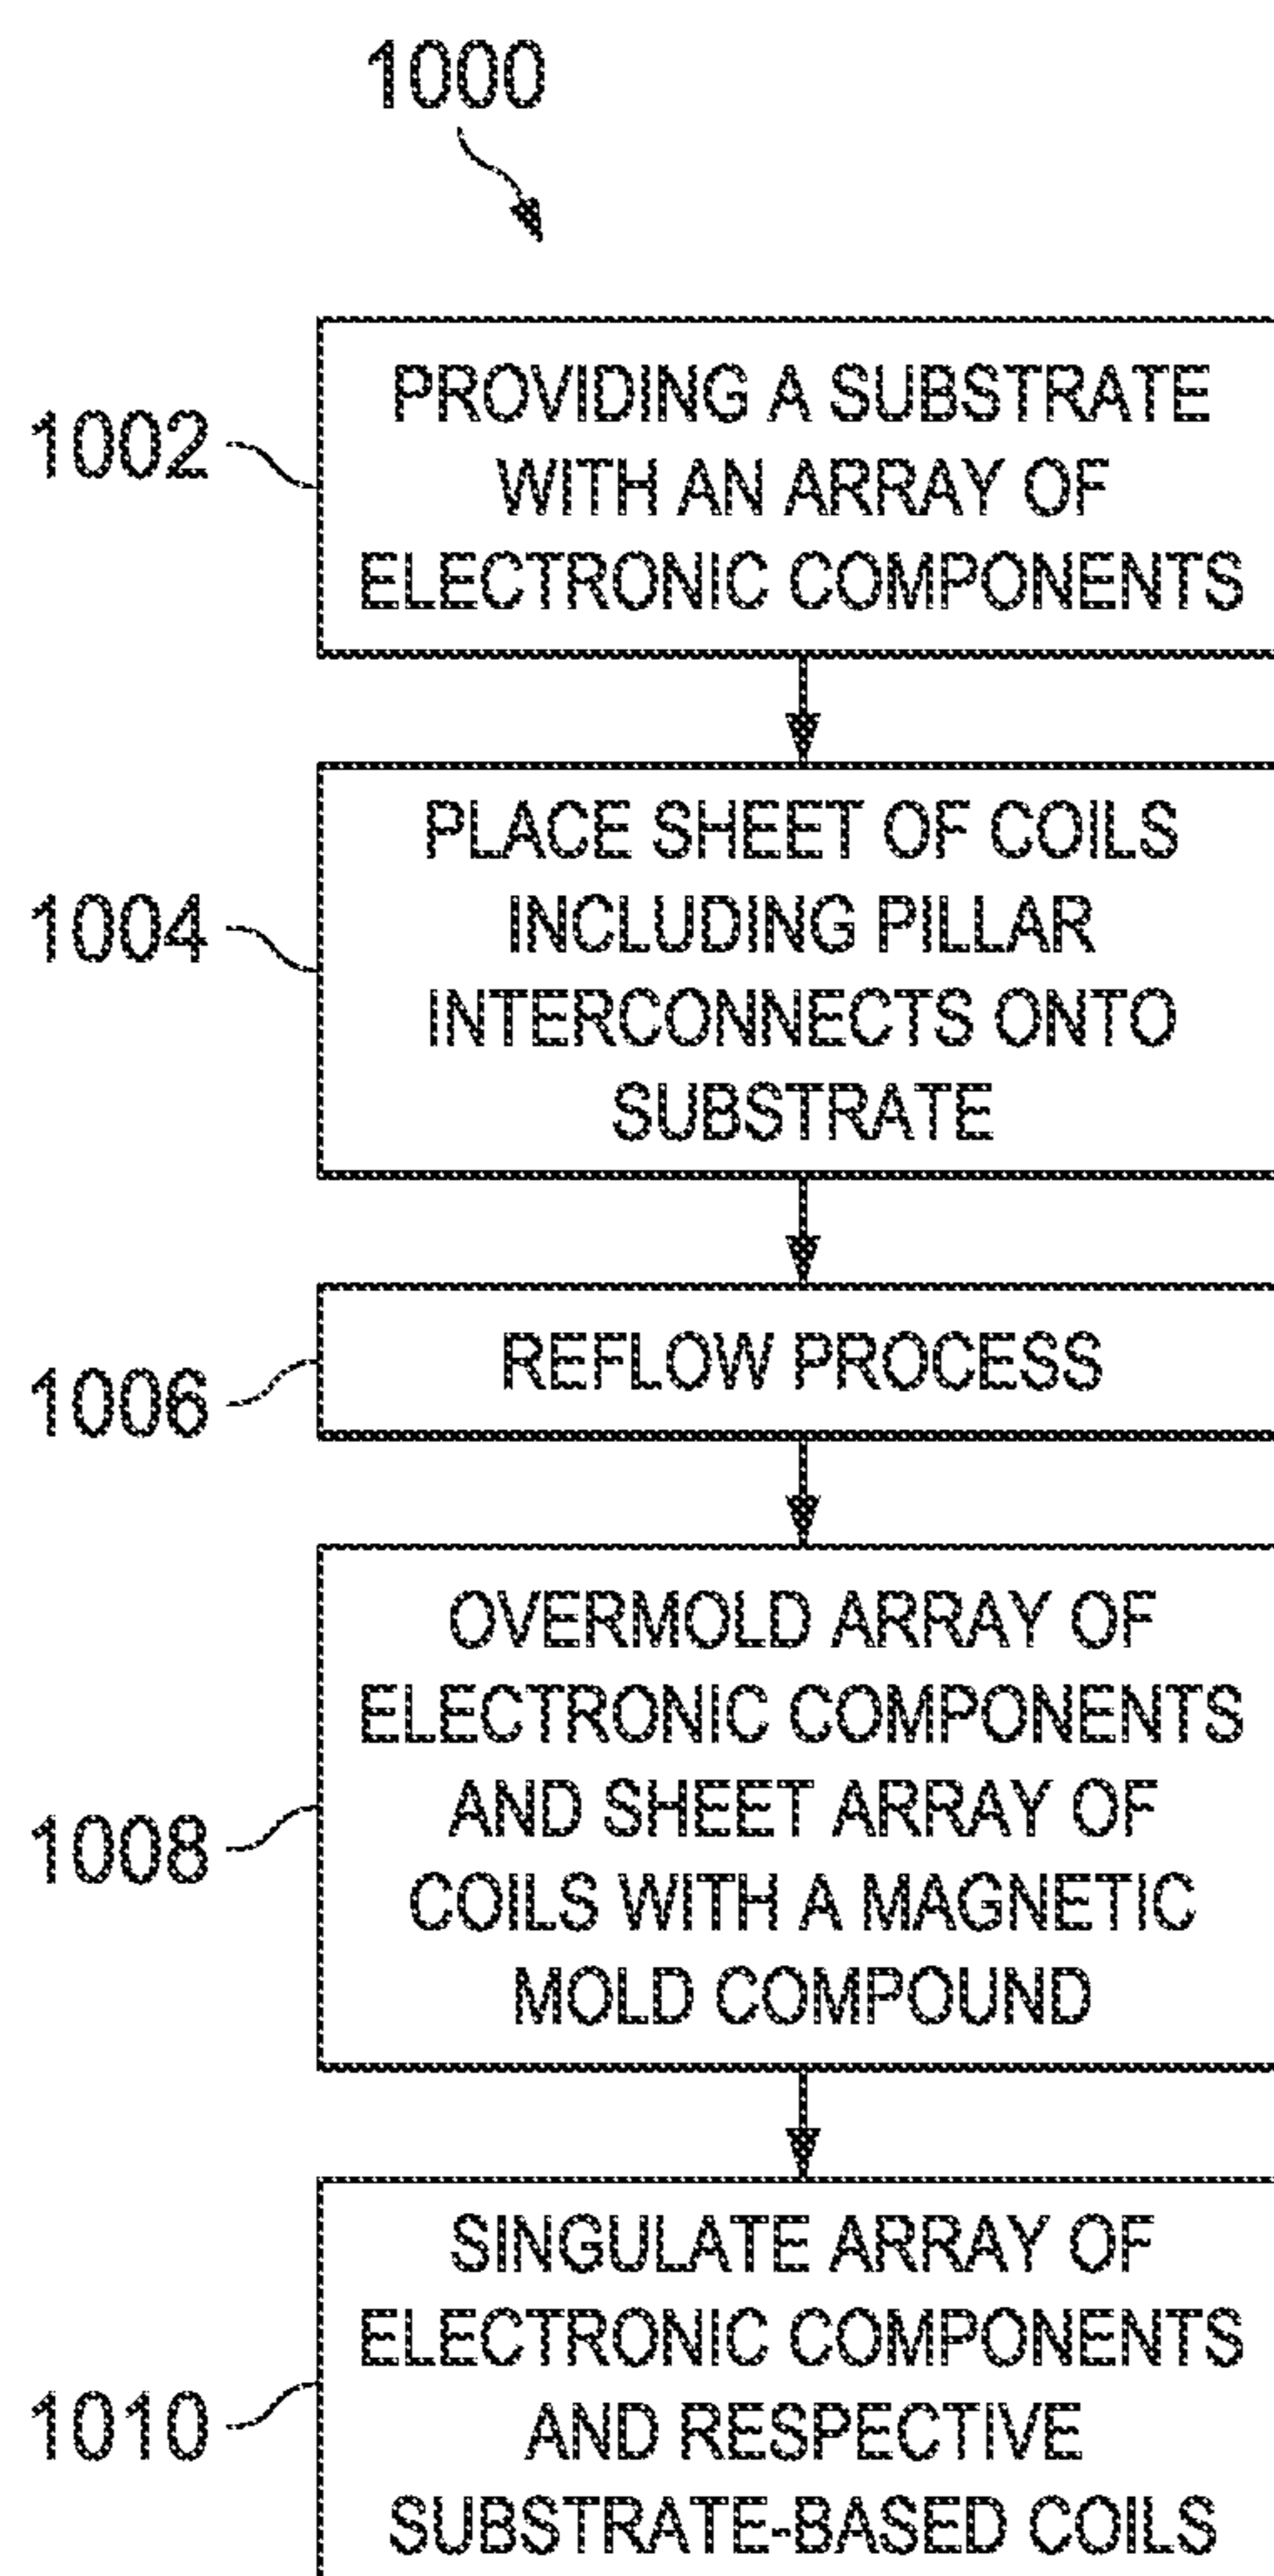 1000
1002
PROVIDING A SUBSTRATE
WITH AN ARRAY OF
ELECTRONIC COMPONENTS
1004
PLACE SHEET OF COILS
INCLUDING PILLAR
INTERCONNECTS ONTO
SUBSTRATE
1006
REFLOW PROCESS
1008
OVERMOLD ARRAY OF
ELECTRONIC COMPONENTS
AND SHEET ARRAY OF
COILS WITH A MAGNETIC
MOLD COMPOUND
1010
SINGULATE ARRAY OF
ELECTRONIC COMPONENTS
AND RESPECTIVE
SUBSTRATE-BASED COILS